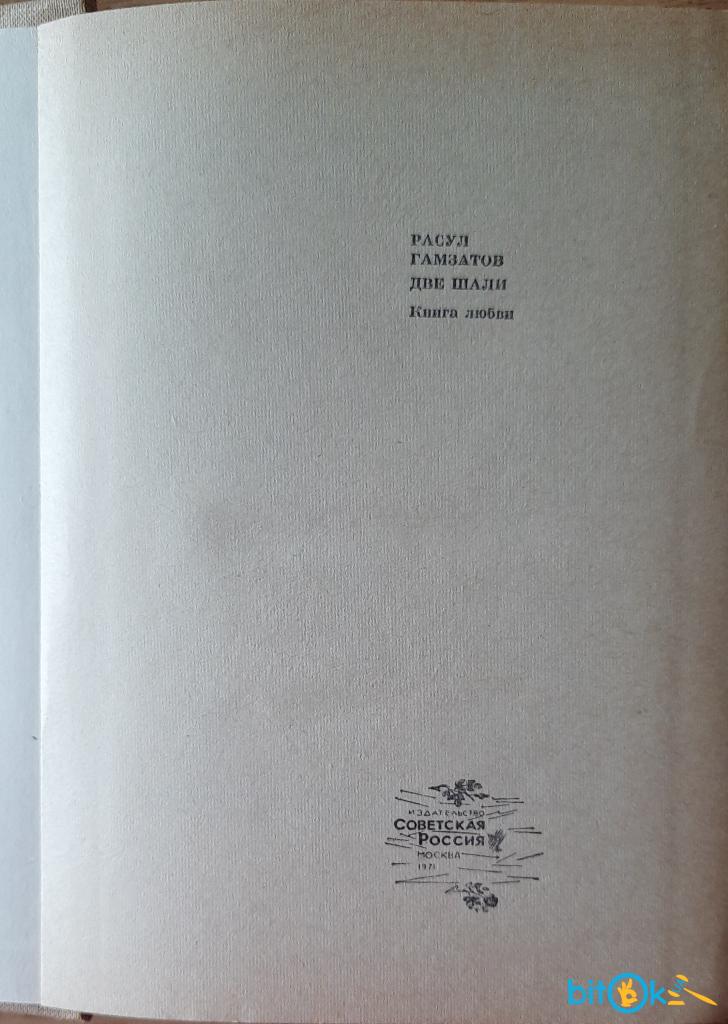 РАСУЛ
ГАМЗАТОВ
ДВЕ ШАЛИ
Книга любви
ИЗДАТЕЛЬСТВО
СОВЕТСКАЯ
РОССИЯ
МОСКВА
1971
bitok